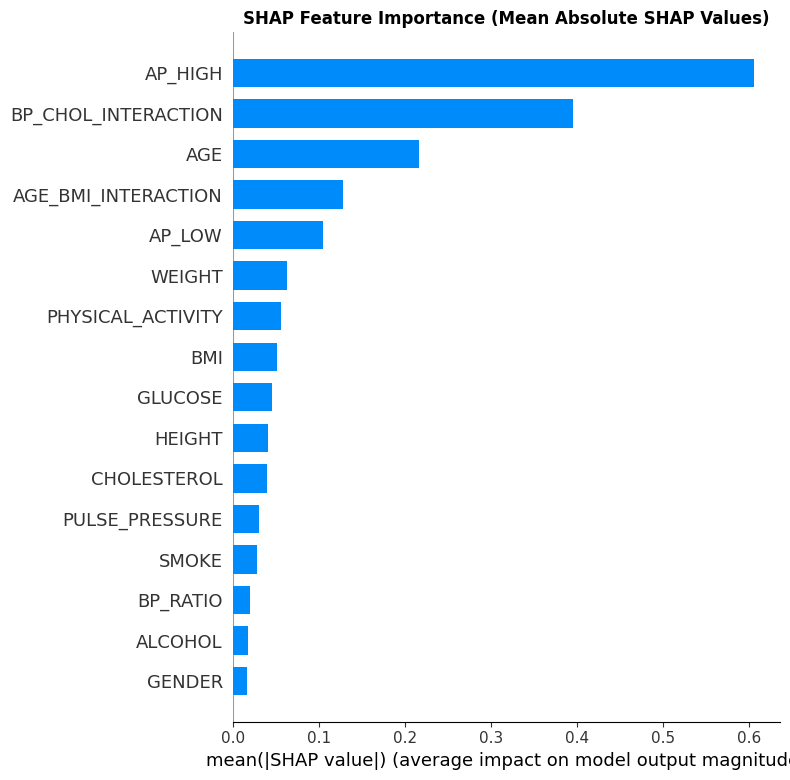 SHAP Feature Importance (Mean Absolute SHAP Values)
AP_HIGH
BP_CHOL_INTERACTION
AGE
AGE_BMI_INTERACTION
AP_LOW
WEIGHT
PHYSICAL_ACTIVITY
BMI
GLUCOSE
HEIGHT
CHOLESTEROL
PULSE_PRESSURE
SMOKE
BP_RATIO
ALCOHOL
GENDER
0.0 0.1 0.2 0.3 0.4 0.5 0.6
mean(|SHAP value|) (average impact on model output magnitude